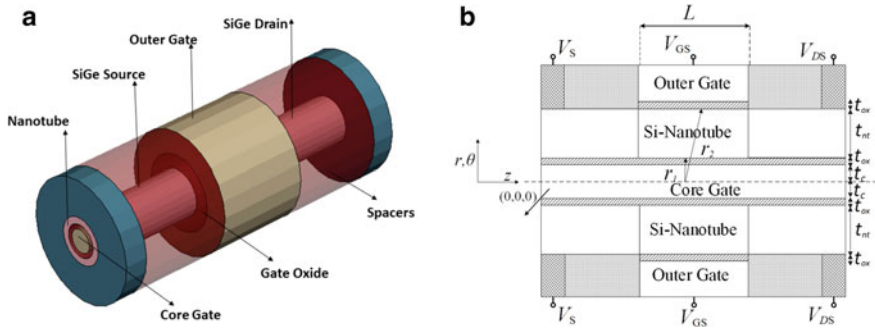 a
SiGe Drain
Outer Gate
SiGe Source
Nanotube
Spacers
Gate Oxide
Core Gate
b
L
V_S
V_GS
V_DS
Outer Gate
t_ox
Si-Nanotube
t_nt
r,θ
r_2
t_ox
z
r_1
t_c
Core Gate
t_c
(0,0,0)
t_ox
Si-Nanotube
t_nt
t_ox
Outer Gate
V_S
V_GS
V_DS